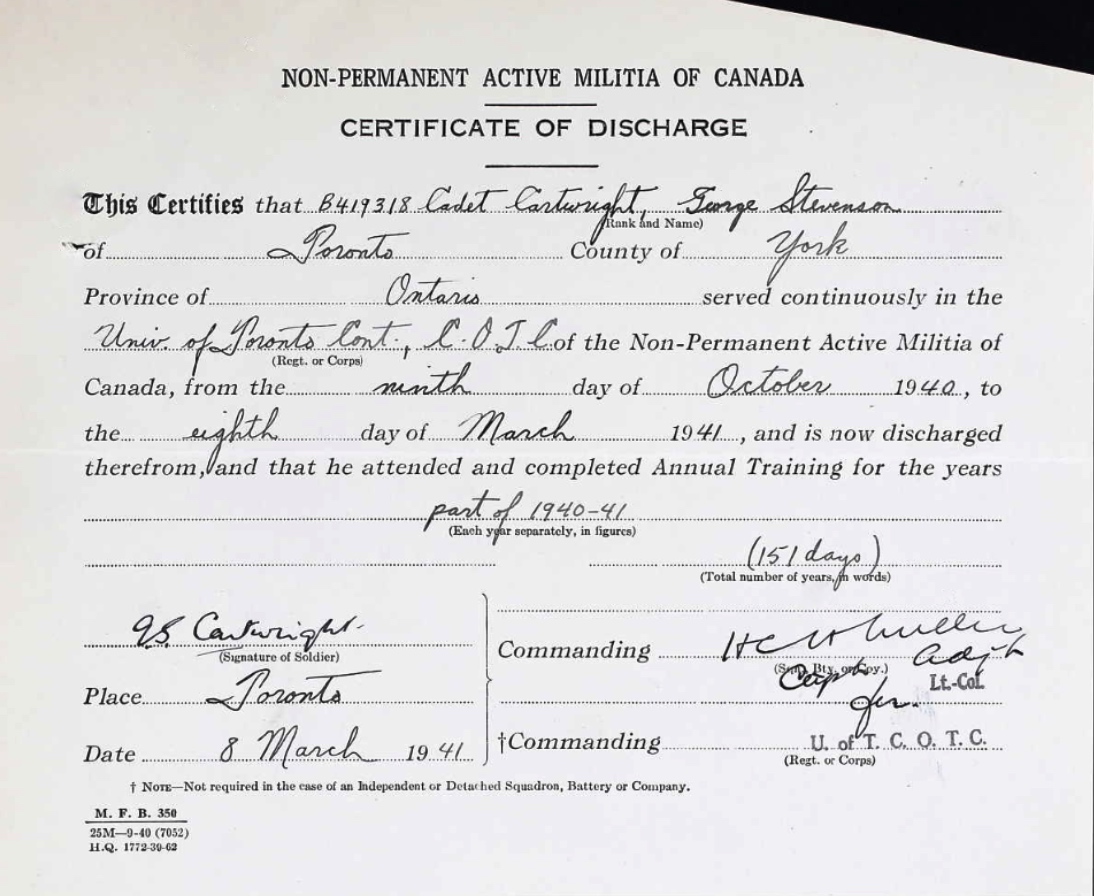 NON-PERMANENT ACTIVE MILITIA OF CANADA
CERTIFICATE OF DISCHARGE
This Certifies that B419318 Cadet Cartwright, George Stevenson
(Rank and Name)
of Toronto County of York
Province of Ontario served continuously in the
Univ. of Toronto Cont., C.O.T.C. of the Non-Permanent Active Militia of
(Regt. or Corps)
Canada, from the ninth day of October 1940, to
the eighth day of March 1941, and is now discharged
therefrom, and that he attended and completed Annual Training for the years
part of 1940-41
(Each year separately, in figures)
(151 days)
(Total number of years, in words)
G S Cartwright
(Signature of Soldier)
Commanding H C Adjt
(Sqn., Bty. or Coy.)
Capt Lt.-Col.
for
Place Toronto
Date 8 March 1941
†Commanding U. of T. C. O. T. C.
(Regt. or Corps)
† NOTE—Not required in the case of an Independent or Detached Squadron, Battery or Company.
M. F. B. 350
25M—9-40 (7052)
H.Q. 1772-39-62